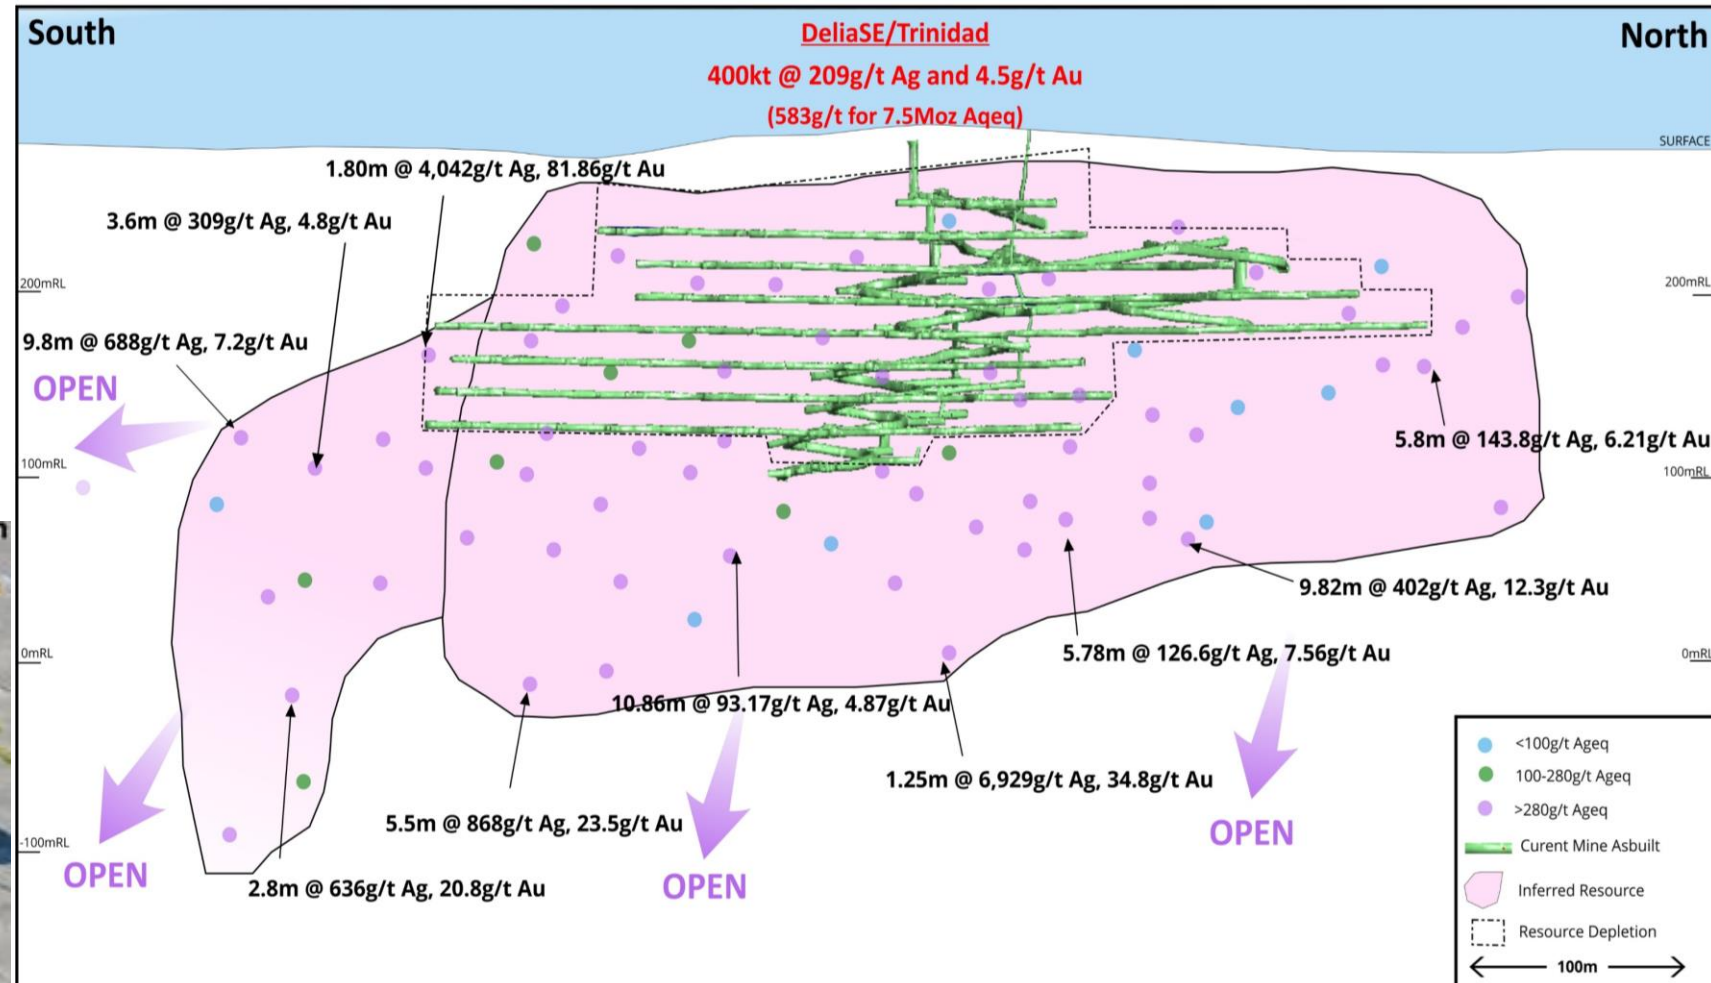 South
North
DeliaSE/Trinidad
400kt @ 209g/t Ag and 4.5g/t Au
(583g/t for 7.5Moz Aqeq)
SURFACE
1.80m @ 4,042g/t Ag, 81.86g/t Au
3.6m @ 309g/t Ag, 4.8g/t Au
200mRL
200mRL
9.8m @ 688g/t Ag, 7.2g/t Au
OPEN
5.8m @ 143.8g/t Ag, 6.21g/t Au
100mRL
100mRL
9.82m @ 402g/t Ag, 12.3g/t Au
0mRL
5.78m @ 126.6g/t Ag, 7.56g/t Au
0mRL
10.86m @ 93.17g/t Ag, 4.87g/t Au
1.25m @ 6,929g/t Ag, 34.8g/t Au
5.5m @ 868g/t Ag, 23.5g/t Au
OPEN
-100mRL
OPEN
OPEN
2.8m @ 636g/t Ag, 20.8g/t Au
<100g/t Ageq
100-280g/t Ageq
>280g/t Ageq
Curent Mine Asbuilt
Inferred Resource
Resource Depletion
100m